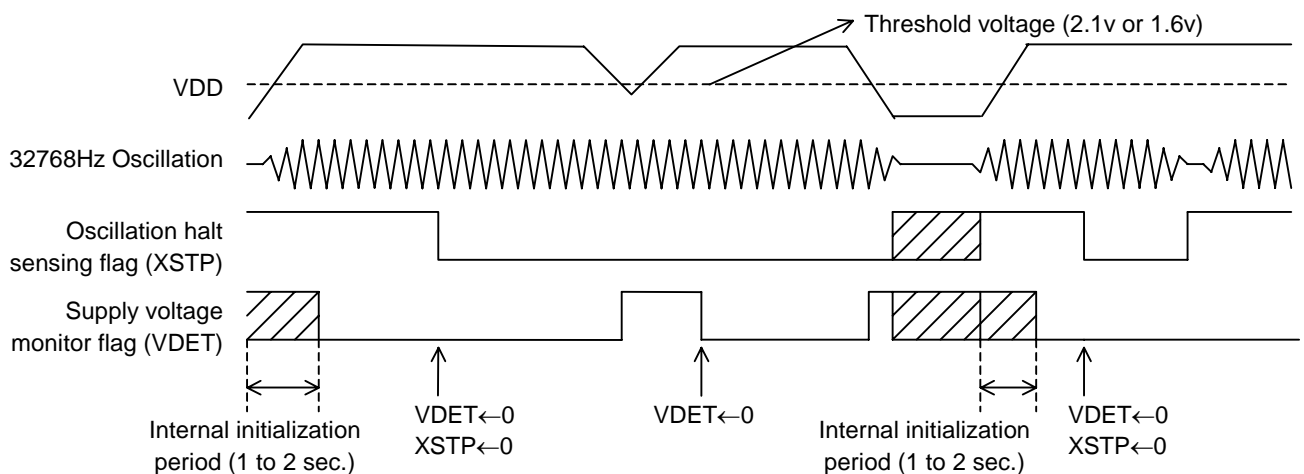 Threshold voltage (2.1v or 1.6v)
VDD
32768Hz Oscillation
Oscillation halt
sensing flag (XSTP)
Supply voltage
monitor flag (VDET)
Internal initialization
period (1 to 2 sec.)
VDET←0
XSTP←0
VDET←0
Internal initialization
period (1 to 2 sec.)
VDET←0
XSTP←0